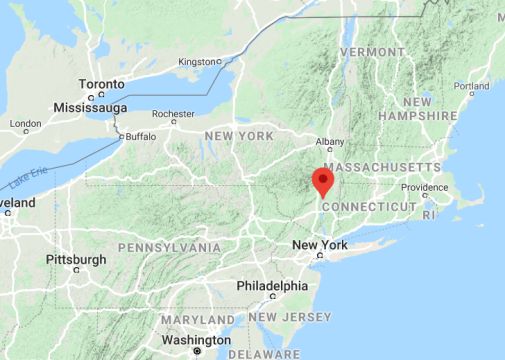 VERMONT
Kingston
Portland
Toronto
Mississauga
NEW
HAMPSHIRE
London
Rochester
Buffalo
NEW YORK
Albany
MASSACHUSETTS
Lake Erie
Providence
CONNECTICUT
RI
eveland
PENNSYLVANIA
New York
Pittsburgh
Philadelphia
MARYLAND
NEW JERSEY
Washington
DELAWARE